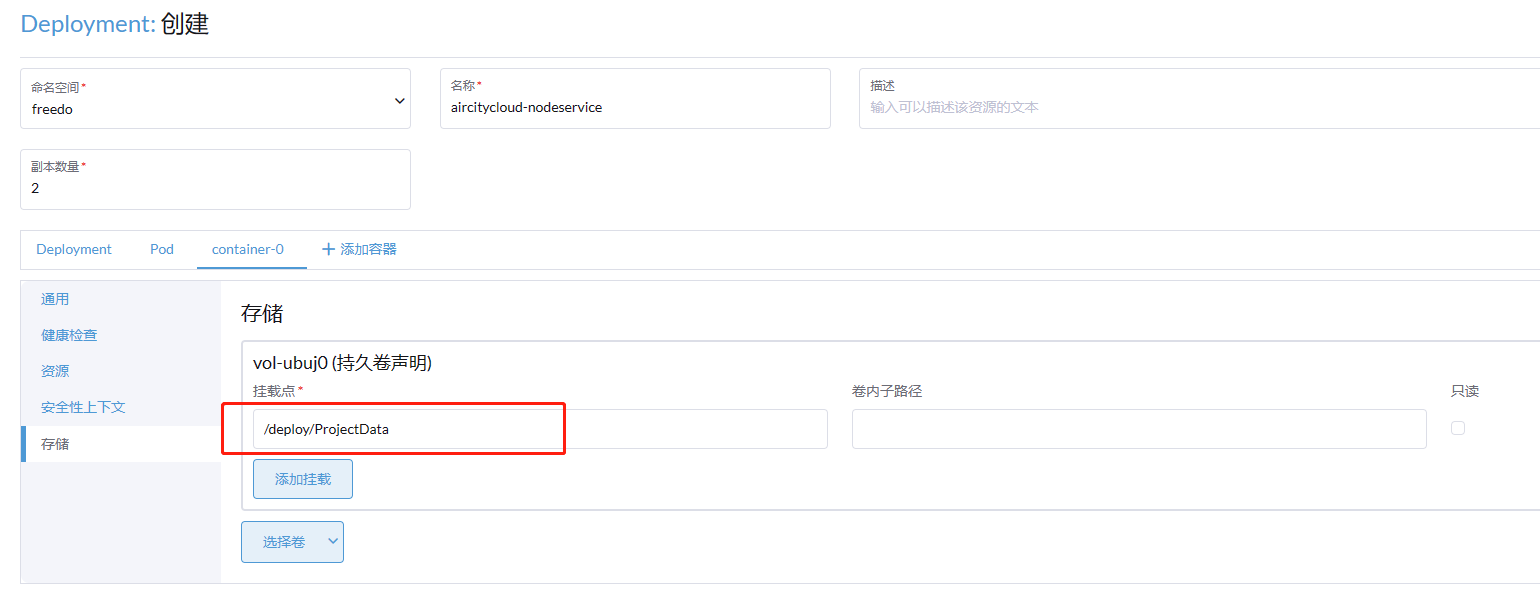 Deployment: 创建
命名空间*
freedo
名称*
aircitycloud-nodeservice
描述
输入可以描述该资源的文本
副本数量*
2
Deployment
Pod
container-0
+ 添加容器
通用
健康检查
资源
安全性上下文
存储
存储
vol-ubuj0 (持久卷声明)
挂载点*
卷内子路径
只读
/deploy/ProjectData
添加挂载
选择卷